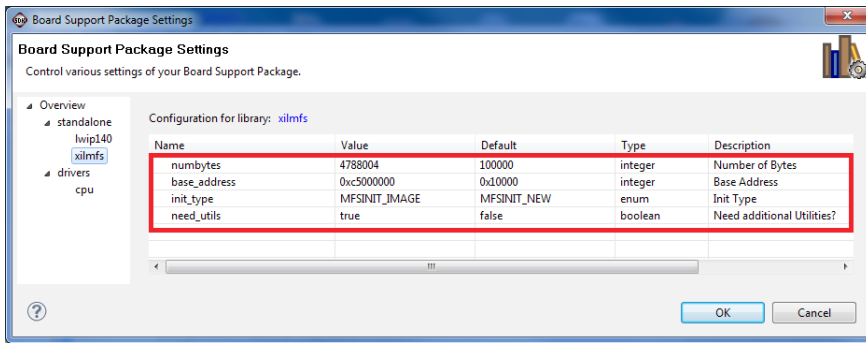 SDK Board Support Package Settings
Board Support Package Settings
Control various settings of your Board Support Package.
Overview
standalone
lwip140
xilmfs
drivers
cpu
Configuration for library: xilmfs
Name Value Default Type Description
numbytes 4788004 100000 integer Number of Bytes
base_address 0xc5000000 0x10000 integer Base Address
init_type MFSINIT_IMAGE MFSINIT_NEW enum Init Type
need_utils true false boolean Need additional Utilities?
? OK Cancel